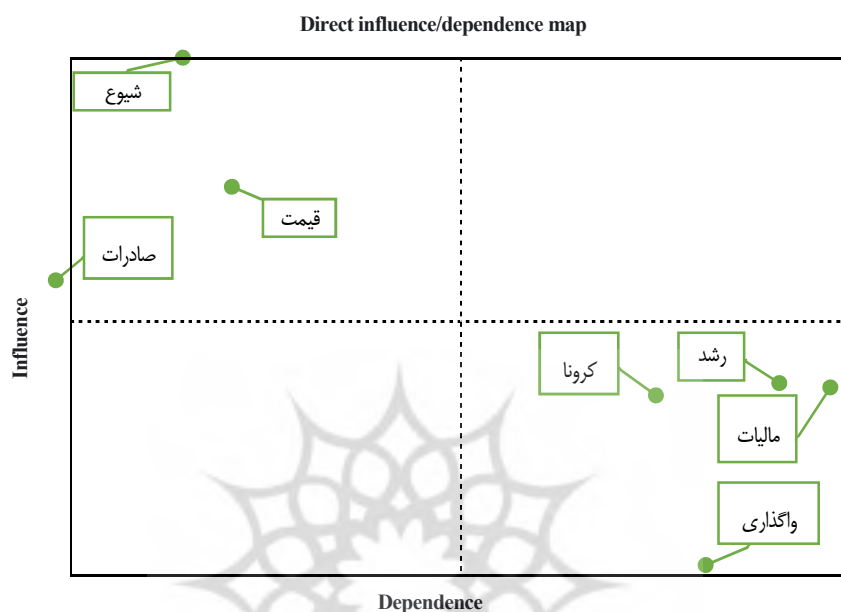 Direct influence/dependence map
شیوع
قیمت
صادرات
Influence
کرونا
رشد
مالیات
واگذاری
Dependence